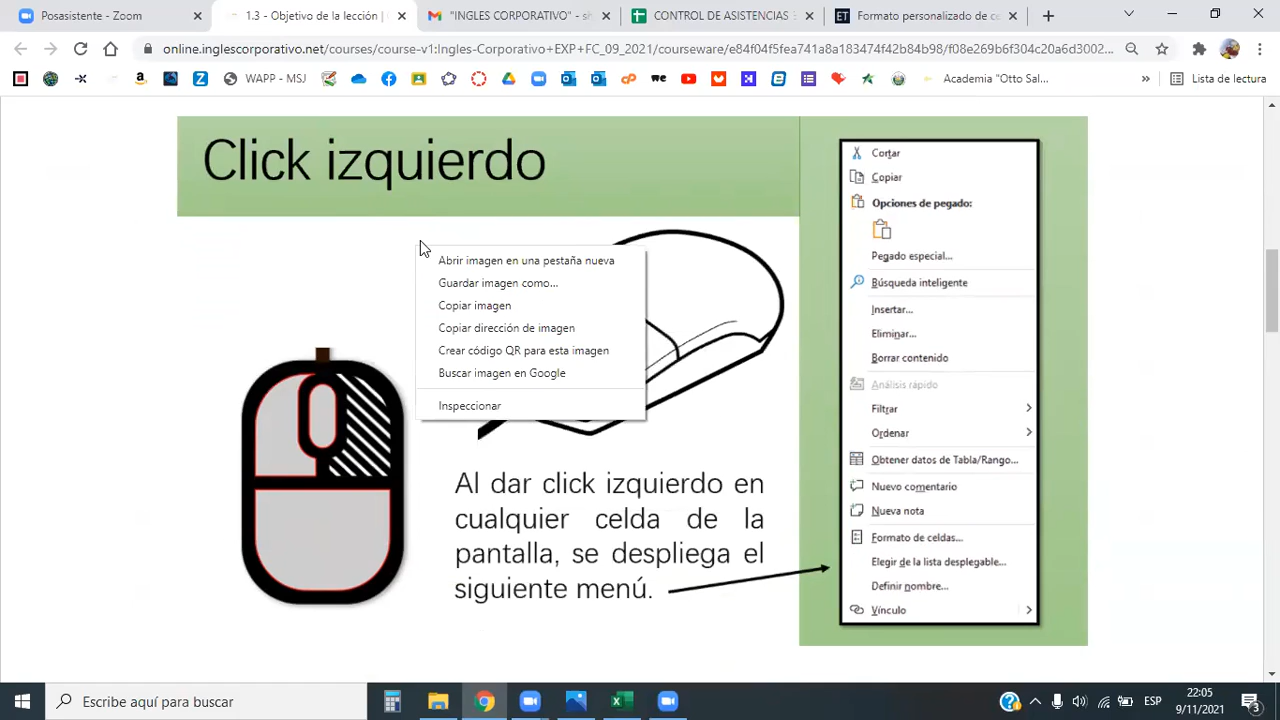 Posasistente - Zoom
1.3 - Objetivo de la lección |
"INGLES CORPORATIVO" - sh
CONTROL DE ASISTENCIAS "
ET
Formato personalizado de ce
online.inglescorporativo.net/courses/course-v1:Ingles-Corporativo+EXP+FC_09_2021/courseware/e84f04f5fea741a8a183474f42b84b98/f08e269b6f304c20a6d3002...
WAPP - MSJ
we
Academia "Otto Sal...
»
Lista de lectura
Click izquierdo
Abrir imagen en una pestaña nueva
Guardar imagen como...
Copiar imagen
Copiar dirección de imagen
Crear código QR para esta imagen
Buscar imagen en Google
Inspeccionar
Al dar click izquierdo en
cualquier celda de la
pantalla, se despliega el
siguiente menú.
Cortar
Copiar
Opciones de pegado:
Pegado especial...
Búsqueda inteligente
Insertar...
Eliminar...
Borrar contenido
Análisis rápido
Filtrar
Ordenar
Obtener datos de Tabla/Rango...
Nuevo comentario
Nueva nota
Formato de celdas...
Elegir de la lista desplegable...
Definir nombre...
Vínculo
Escribe aquí para buscar
ESP
22:05
9/11/2021
3